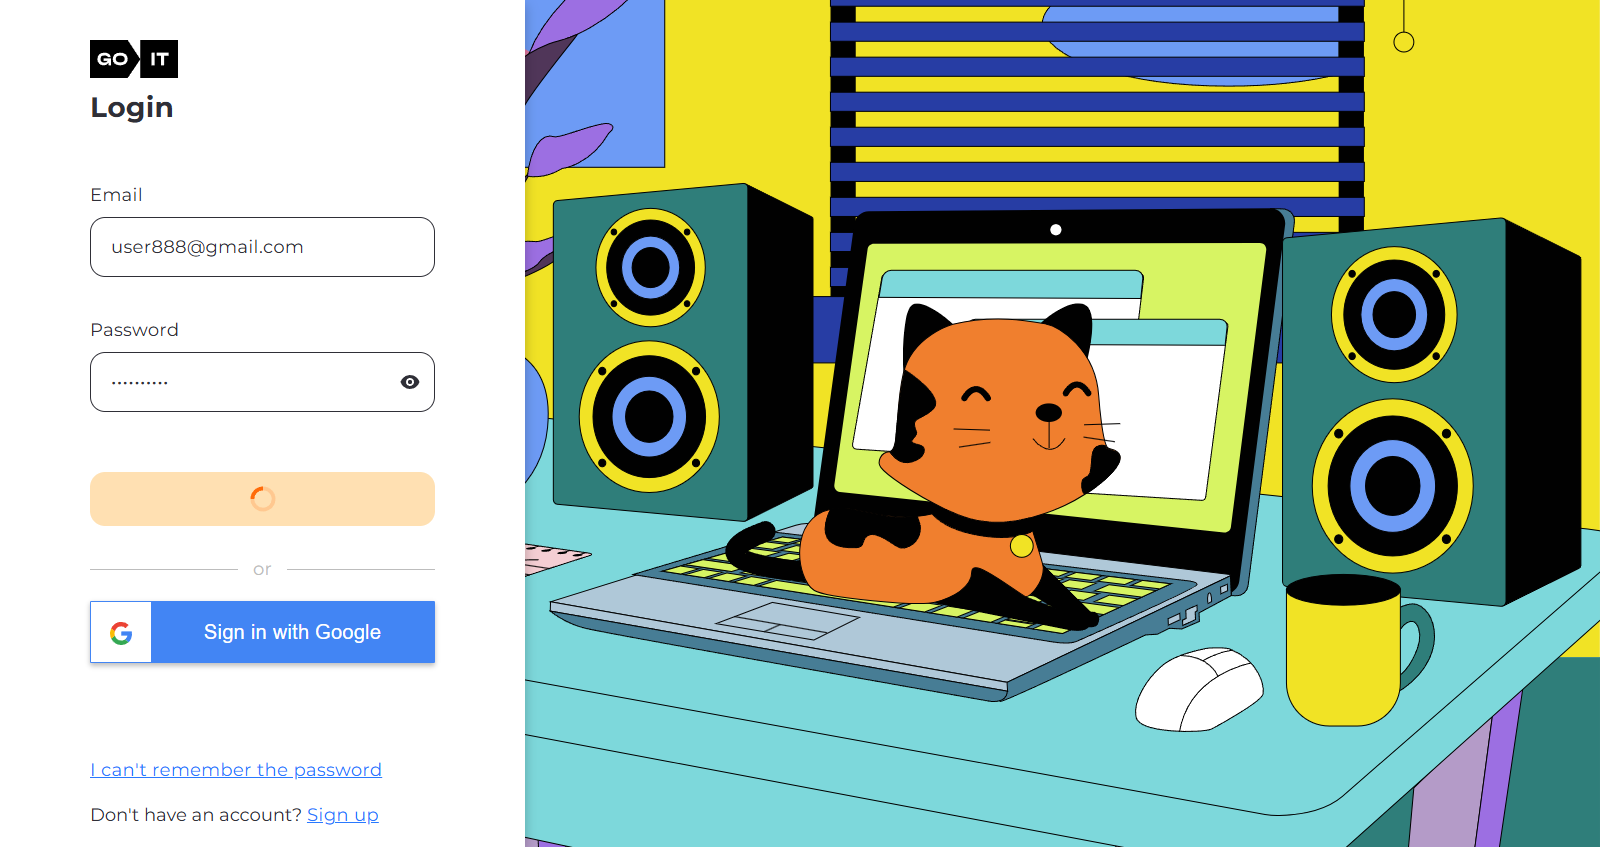 GO IT
Login
Email
user888@gmail.com
Password
••••••••••
or
Sign in with Google
I can't remember the password
Don't have an account? Sign up